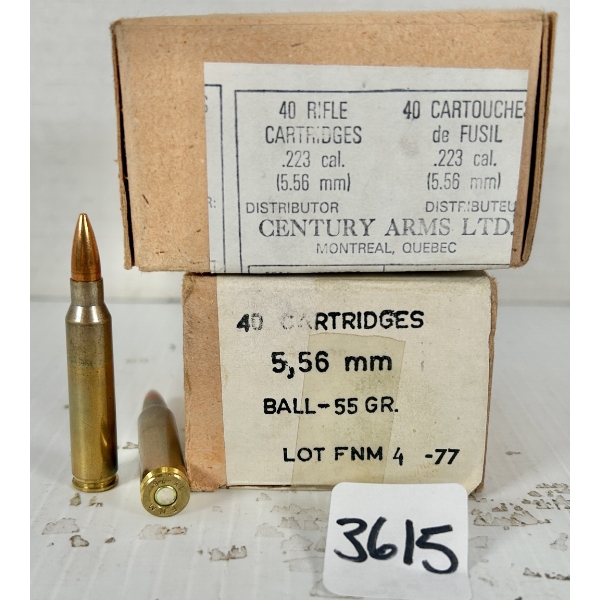 40 RIFLE
CARTRIDGES
.223 cal.
(5.56 mm)
DISTRIBUTOR
40 CARTOUCHE
de FUSIL
.223 cal.
(5.56 mm)
DISTRIBUTEU
CENTURY ARMS LTD.
MONTREAL, QUEBEC
40 CARTRIDGES
5,56 mm
BALL-55 GR.
LOT FNM 4 -77
3615